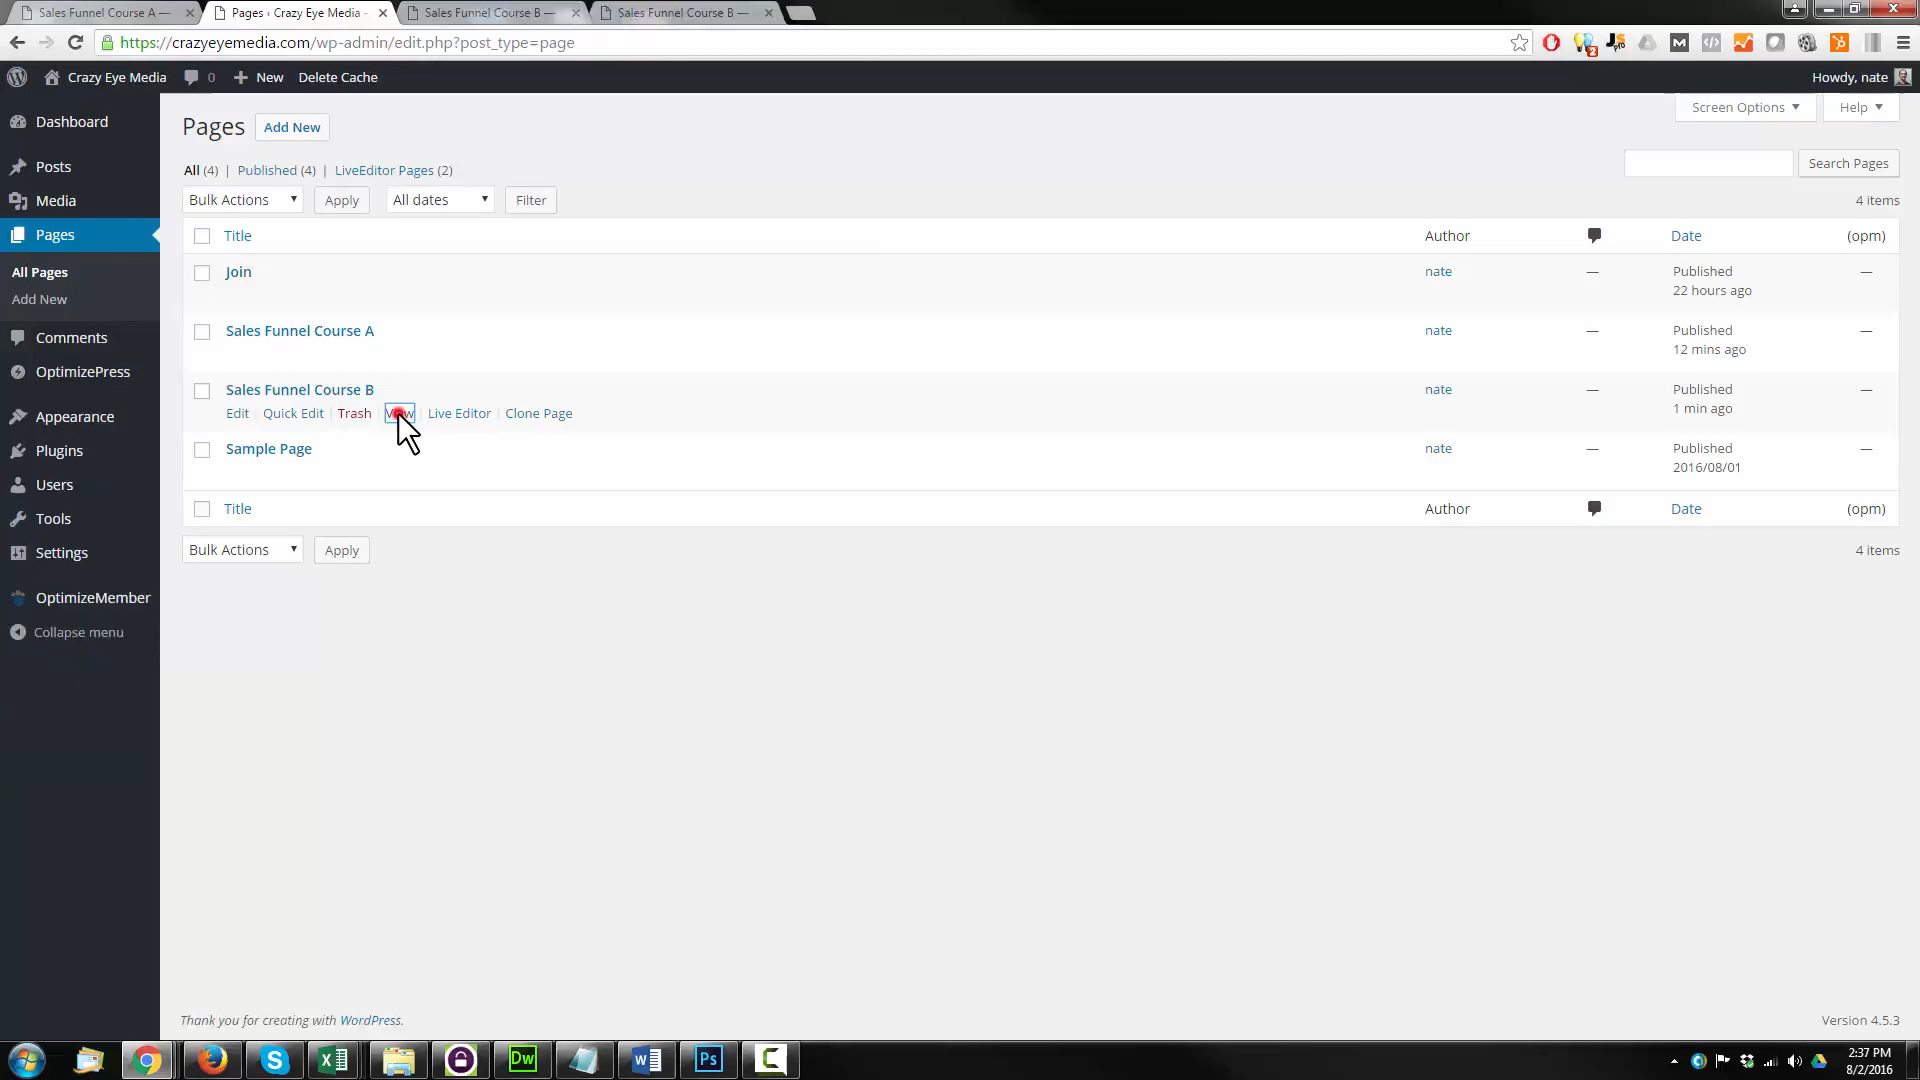 Sales Funnel Course A — Pages ‹ Crazy Eye Media - Sales Funnel Course B — Sales Funnel Course B —
https://crazyeyemedia.com/wp-admin/edit.php?post_type=page
Crazy Eye Media 0 New Delete Cache Howdy, nate
Dashboard
Posts
Media
Pages
All Pages
Add New
Comments
OptimizePress
Appearance
Plugins
Users
Tools
Settings
OptimizeMember
Collapse menu
Screen Options Help
Pages Add New
All (4) | Published (4) | LiveEditor Pages (2)
Search Pages
Bulk Actions Apply All dates Filter 4 items
Title Author Date (opm)
Join nate — Published —
22 hours ago
Sales Funnel Course A nate — Published —
12 mins ago
Sales Funnel Course B nate — Published —
1 min ago
Edit | Quick Edit | Trash | View | Live Editor | Clone Page
Sample Page nate — Published —
2016/08/01
Title Author Date (opm)
Bulk Actions Apply 4 items
Thank you for creating with WordPress. Version 4.5.3
Dw
Ps
2:37 PM
8/2/2016